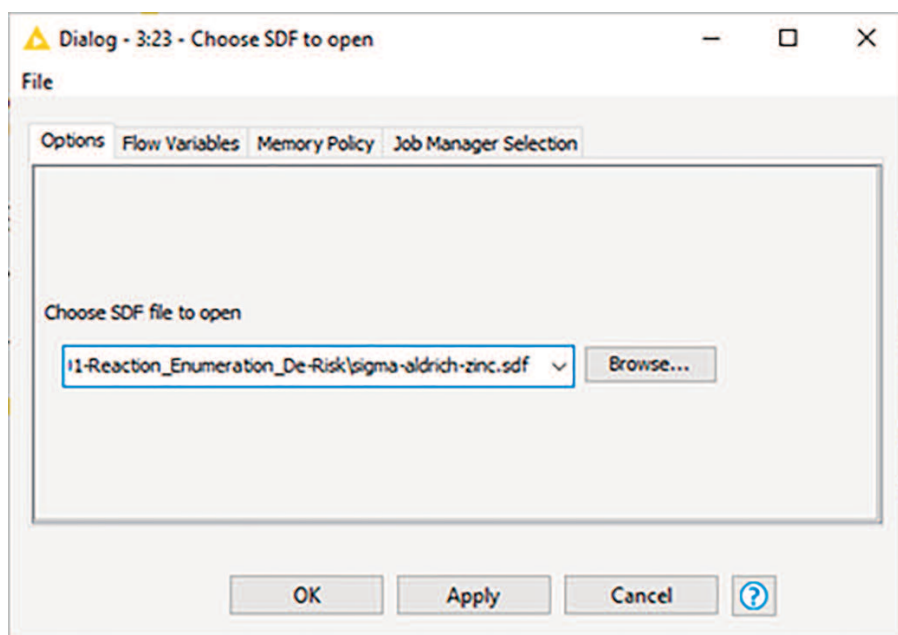 Dialog - 3:23 - Choose SDF to open
File
Options Flow Variables Memory Policy Job Manager Selection
Choose SDF file to open
1-Reaction_Enumeration_De-Risk\sigma-aldrich-zinc.sdf Browse...
OK Apply Cancel ?